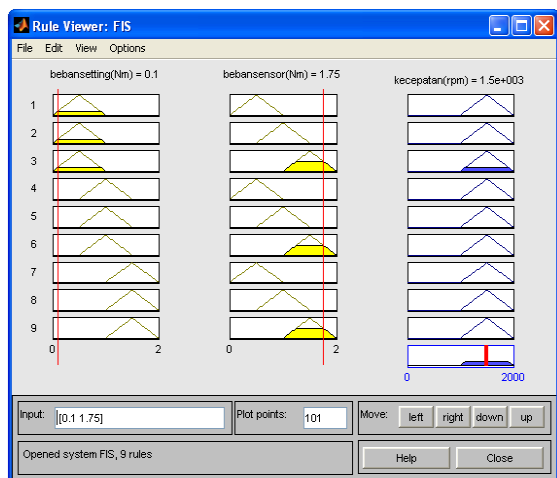 Rule Viewer: FIS
File Edit View Options
bebansetting(Nm) = 0.1
bebansensor(Nm) = 1.75
kecepatan(rpm) = 1.5e+003
1
2
3
4
5
6
7
8
9
0 2
0 2
0 2000
Input: [0.1 1.75]
Plot points: 101
Move: left right down up
Opened system FIS, 9 rules
Help Close